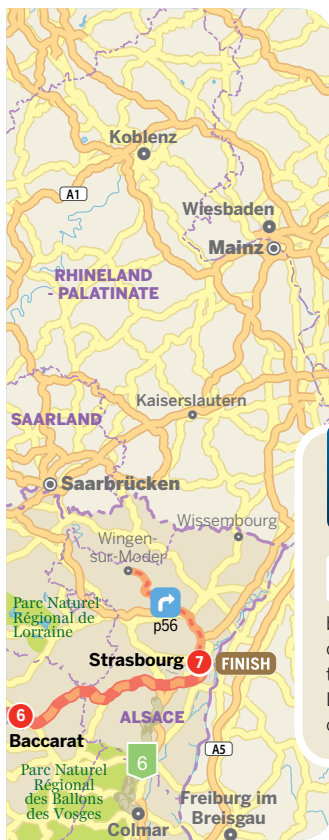 Koblenz
A1
Wiesbaden
Mainz
RHINELAND
- PALATINATE
Kaiserslautern
SAARLAND
Saarbrücken
Wissembourg
Wingen-
sur-Moder
Parc Naturel
Régional de
Lorraine
p56
Strasbourg 7 FINISH
6
Baccarat
ALSACE
A5
6
Parc Naturel
Régional
des Ballons
des Vosges
Freiburg im
Breisgau
Colmar